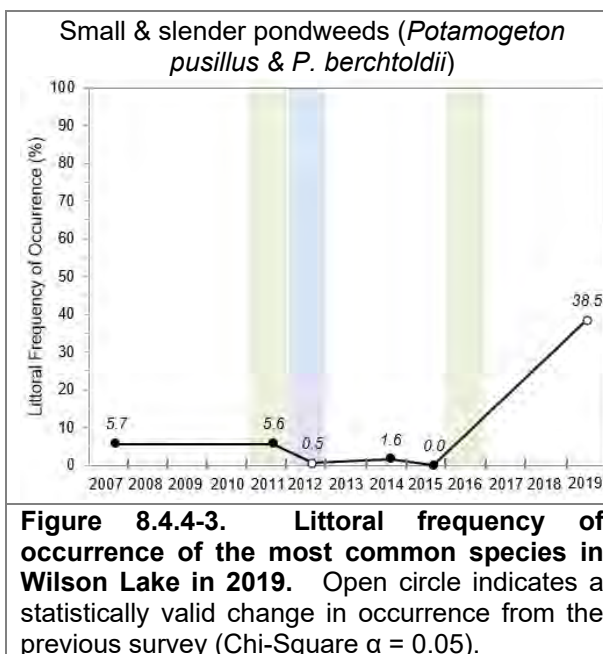 Small & slender pondweeds (Potamogeton
pusillus & P. berchtoldii)
100
90
80
70
60
50
40
30
20
10
0
Littoral Frequency of Occurrence (%)
5.7
5.6
0.5
1.6
0.0
38.5
2007 2008 2009 2010 2011 2012 2013 2014 2015 2016 2017 2018 2019
Figure 8.4.4-3. Littoral frequency of
occurrence of the most common species in
Wilson Lake in 2019. Open circle indicates a
statistically valid change in occurrence from the
previous survey (Chi-Square α = 0.05).